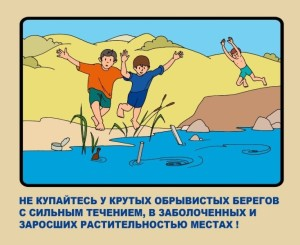 НЕ КУПАЙТЕСЬ У КРУТЫХ ОБРЫВИСТЫХ БЕРЕГОВ
С СИЛЬНЫМ ТЕЧЕНИЕМ, В ЗАБОЛОЧЕННЫХ И
ЗАРОСШИХ РАСТИТЕЛЬНОСТЬЮ МЕСТАХ !